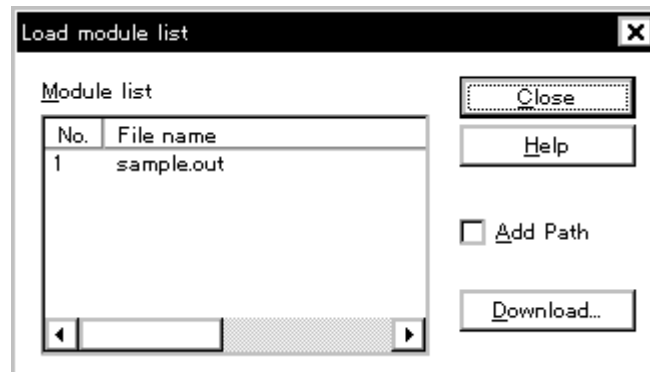 Load module list
Module list
Close
No. File name
Help
1 sample.out
Add Path
Download...